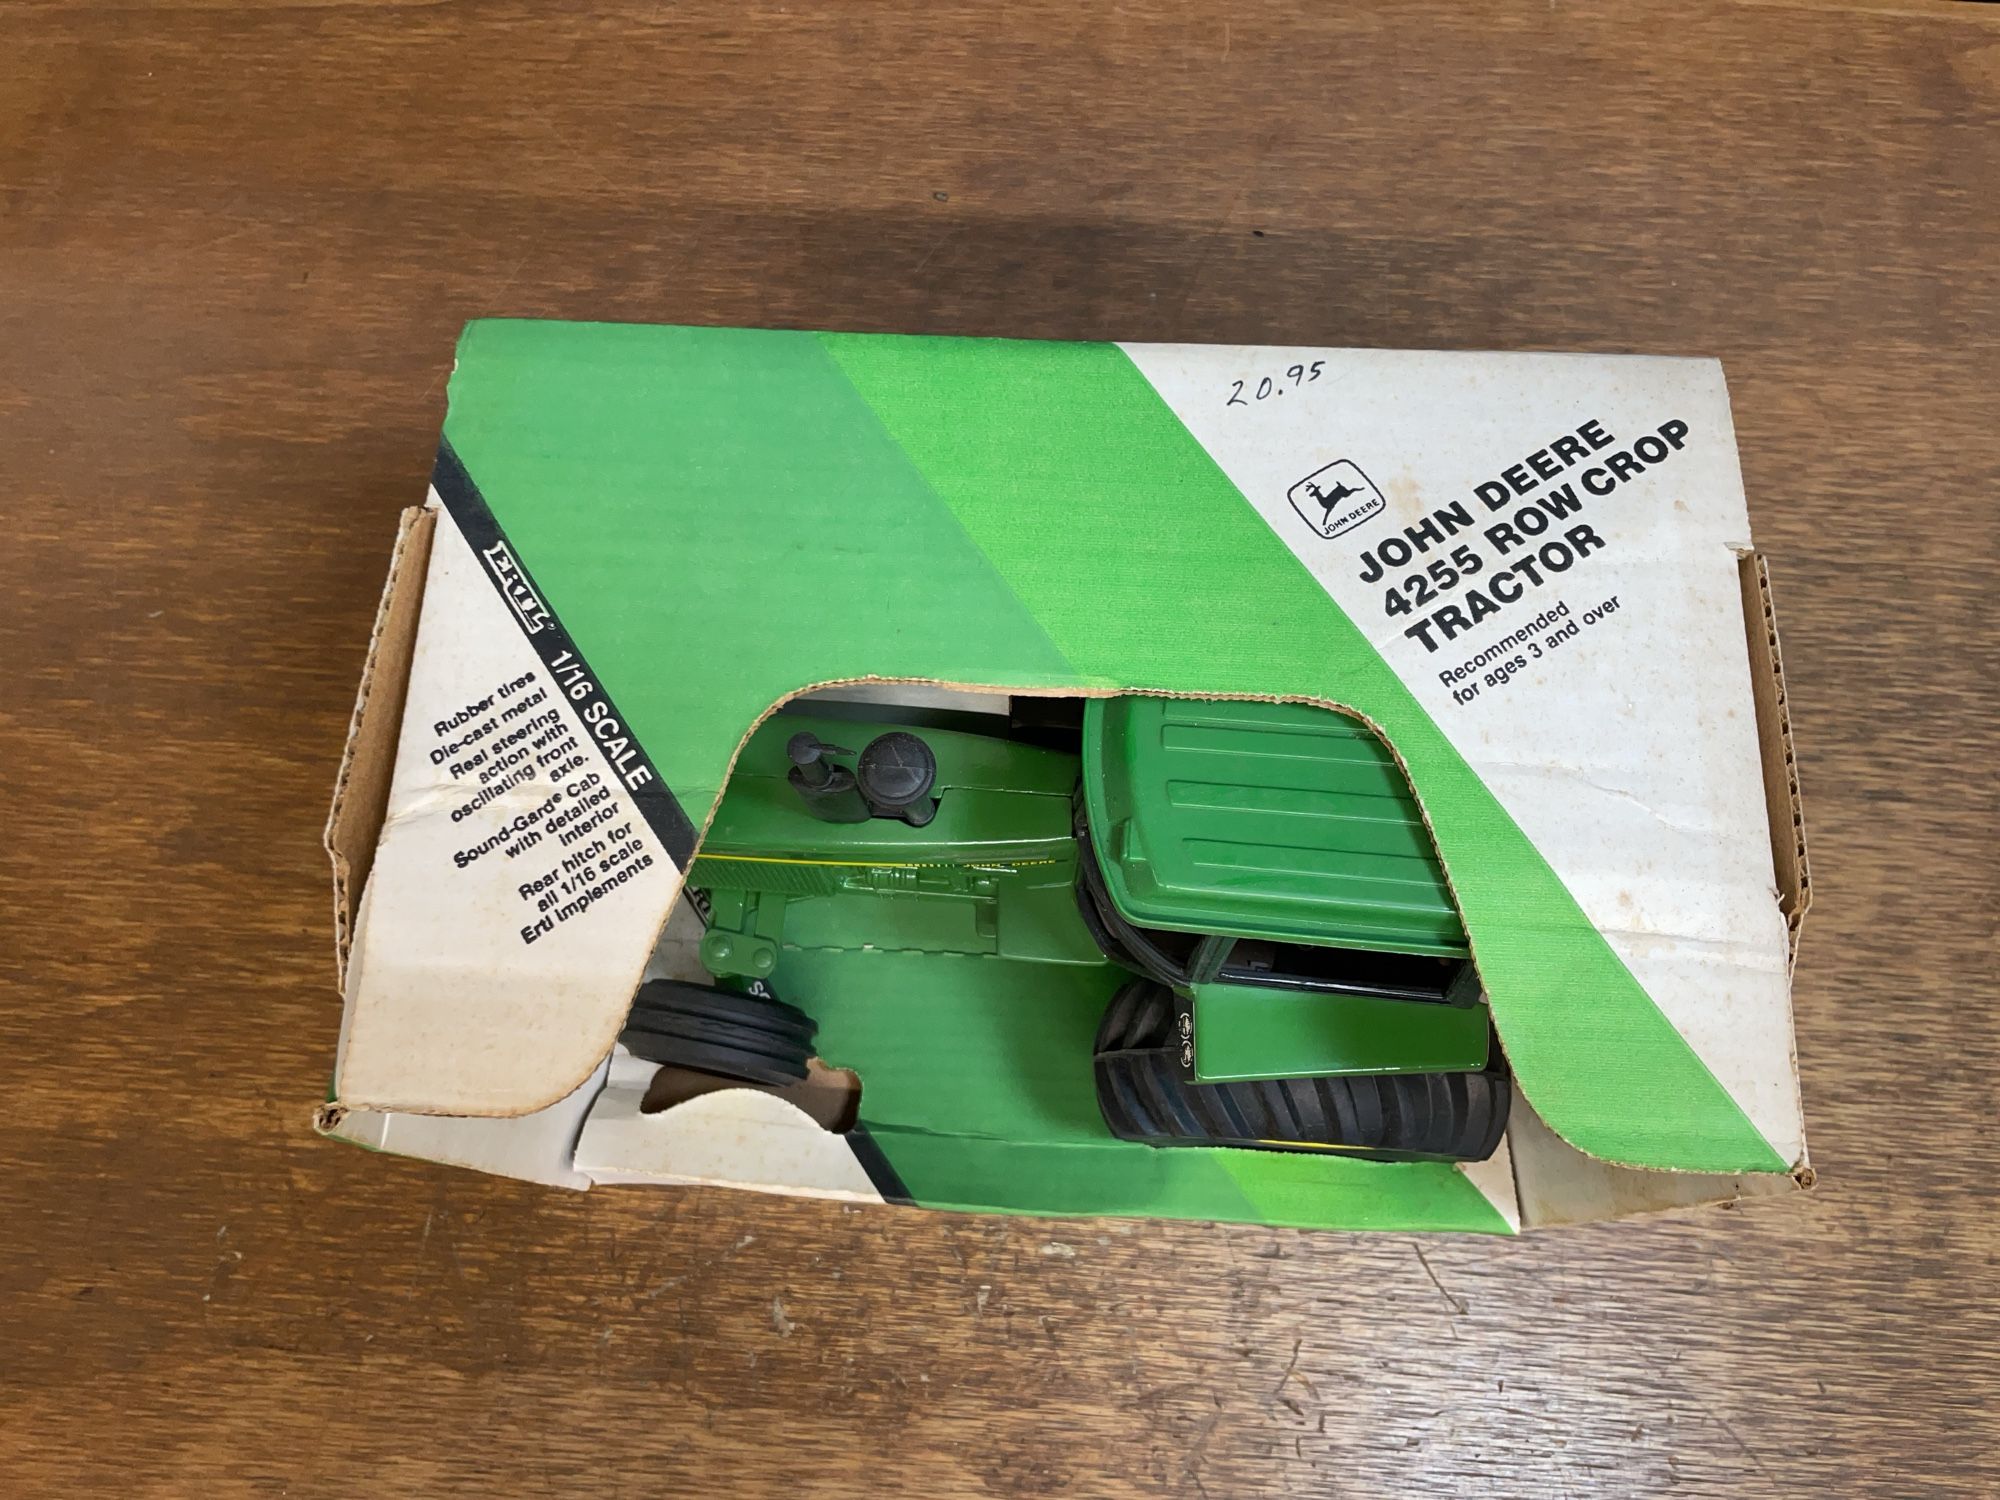 20.95
JOHN DEERE
JOHN DEERE
4255 ROW CROP
TRACTOR
Recommended
for ages 3 and over
ERTL
1/16 SCALE
Rubber tires
Die-cast metal
Real steering
action with
oscillating front
axle.
Sound-Gard® Cab
with detailed
interior
Rear hitch for
all 1/16 scale
Ertl implements
JOHN DEERE